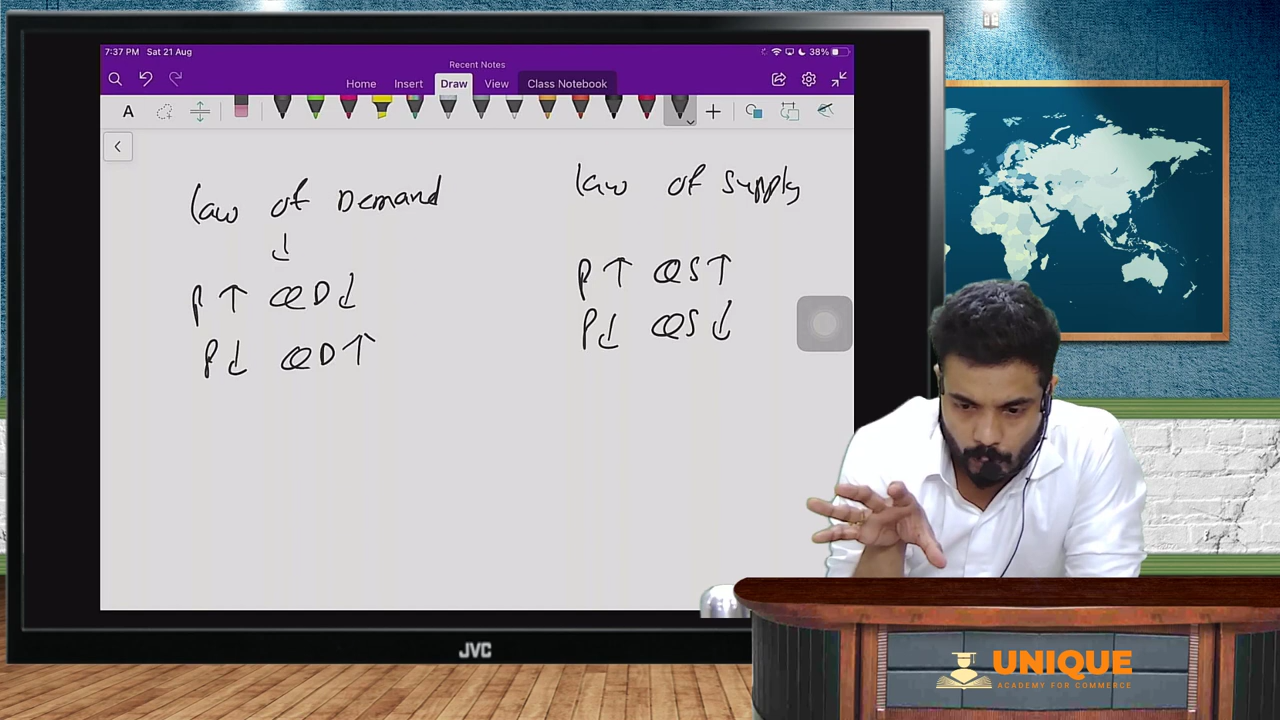 7:37 PM Sat 21 Aug
38%
Recent Notes
Home Insert Draw View Class Notebook
A
law of Demand
↓
P ↑ QD ↓
P ↓ QD ↑
law of supply
P ↑ QS ↑
P ↓ QS ↓
JVC
UNIQUE
ACADEMY FOR COMMERCE